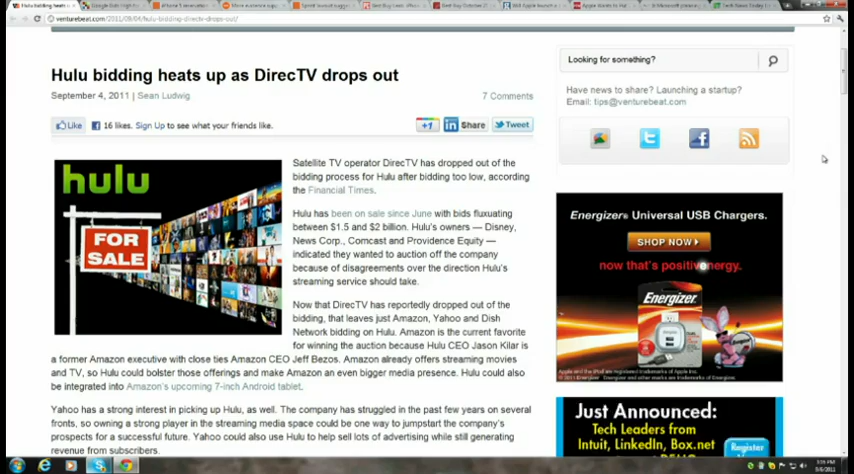 Hulu bidding heats u
venturebeat.com/2011/09/04/hulu-bidding-directv-drops-out/
Hulu bidding heats up as DirecTV drops out
September 4, 2011 | Sean Ludwig
7 Comments
Like
16 likes. Sign Up to see what your friends like.
+1
in Share
Tweet
hulu
FOR
SALE
Satellite TV operator DirecTV has dropped out of the
bidding process for Hulu after bidding too low, according
the Financial Times.
Hulu has been on sale since June with bids fluxuating
between $1.5 and $2 billion. Hulu's owners — Disney,
News Corp., Comcast and Providence Equity —
indicated they wanted to auction off the company
because of disagreements over the direction Hulu's
streaming service should take.
Now that DirecTV has reportedly dropped out of the
bidding, that leaves just Amazon, Yahoo and Dish
Network bidding on Hulu. Amazon is the current favorite
for winning the auction because Hulu CEO Jason Kilar is
a former Amazon executive with close ties Amazon CEO Jeff Bezos. Amazon already offers streaming movies
and TV, so Hulu could bolster those offerings and make Amazon an even bigger media presence. Hulu could also
be integrated into Amazon's upcoming 7-inch Android tablet.
Yahoo has a strong interest in picking up Hulu, as well. The company has struggled in the past few years on several
fronts, so owning a strong player in the streaming media space could be one way to jumpstart the company's
prospects for a successful future. Yahoo could also use Hulu to help sell lots of advertising while still generating
revenue from subscribers.
Looking for something?
Have news to share? Launching a startup?
Email: tips@venturebeat.com
Energizer® Universal USB Chargers.
SHOP NOW
now that's positivenergy.
Energizer
Just Announced:
Tech Leaders from
Intuit, LinkedIn, Box.net
Register